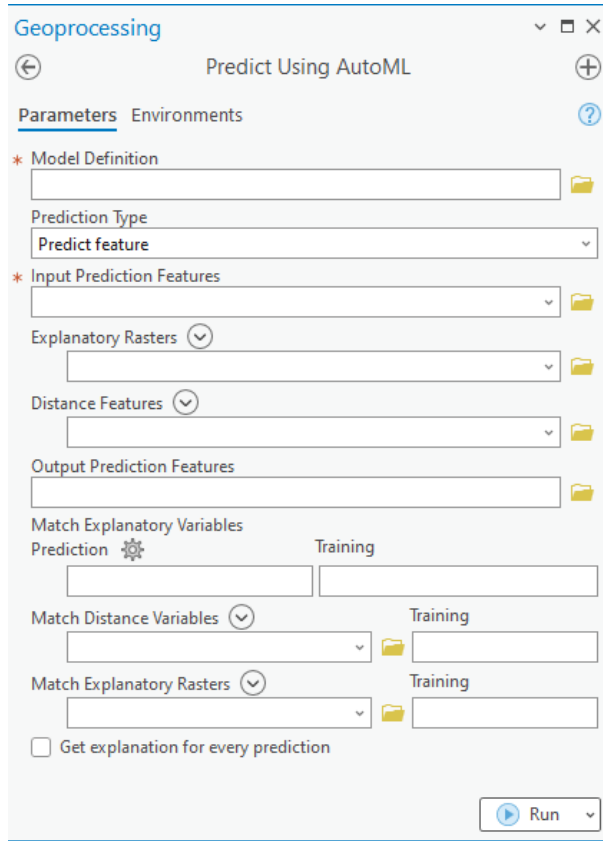 Geoprocessing
Predict Using AutoML
Parameters Environments
* Model Definition
Prediction Type
Predict feature
* Input Prediction Features
Explanatory Rasters
Distance Features
Output Prediction Features
Match Explanatory Variables
Prediction Training
Match Distance Variables Training
Match Explanatory Rasters Training
Get explanation for every prediction
Run